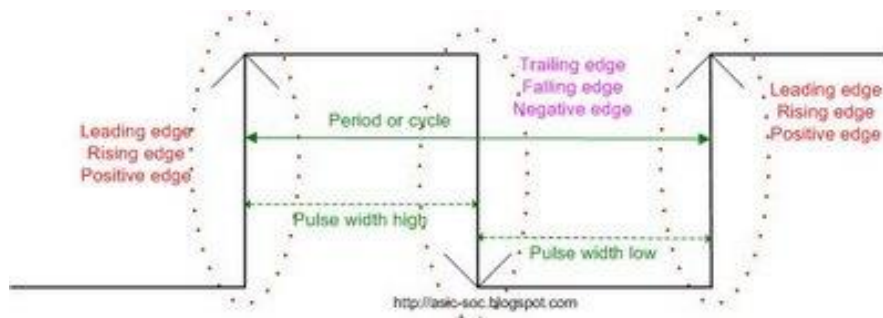 Trailing edge
Falling edge
Negative edge
Leading edge
Rising edge
Positive edge
Period or cycle
Leading edge
Rising edge
Positive edge
Pulse width high
Pulse width low
http://asic-soc.blogspot.com